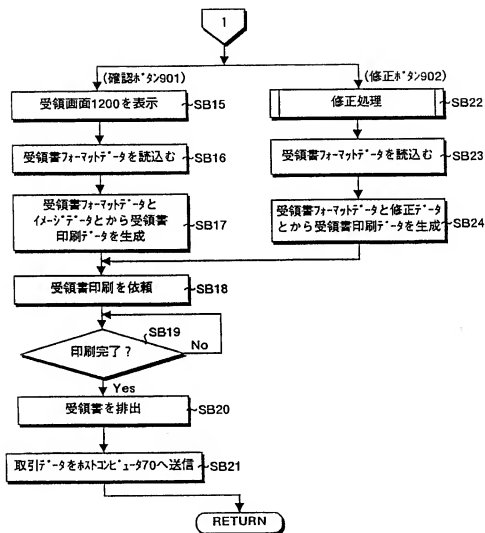 1
(確認ﾎﾞﾀﾝ901)
(修正ﾎﾞﾀﾝ902)
受領画面1200を表示
SB15
修正処理
SB22
受領書ﾌｫｰﾏｯﾄﾃﾞｰﾀを読込む
SB16
受領書ﾌｫｰﾏｯﾄﾃﾞｰﾀを読込む
SB23
受領書ﾌｫｰﾏｯﾄﾃﾞｰﾀと
ｲﾒｰｼﾞﾃﾞｰﾀとから受領書
印刷ﾃﾞｰﾀを生成
SB17
受領書ﾌｫｰﾏｯﾄﾃﾞｰﾀと修正ﾃﾞｰﾀ
とから受領書印刷ﾃﾞｰﾀを生成
SB24
受領書印刷を依頼
SB18
SB19
印刷完了？
No
Yes
受領書を排出
SB20
取引ﾃﾞｰﾀをﾎｽﾄｺﾝﾋﾟｭｰﾀ70へ送信
SB21
RETURN